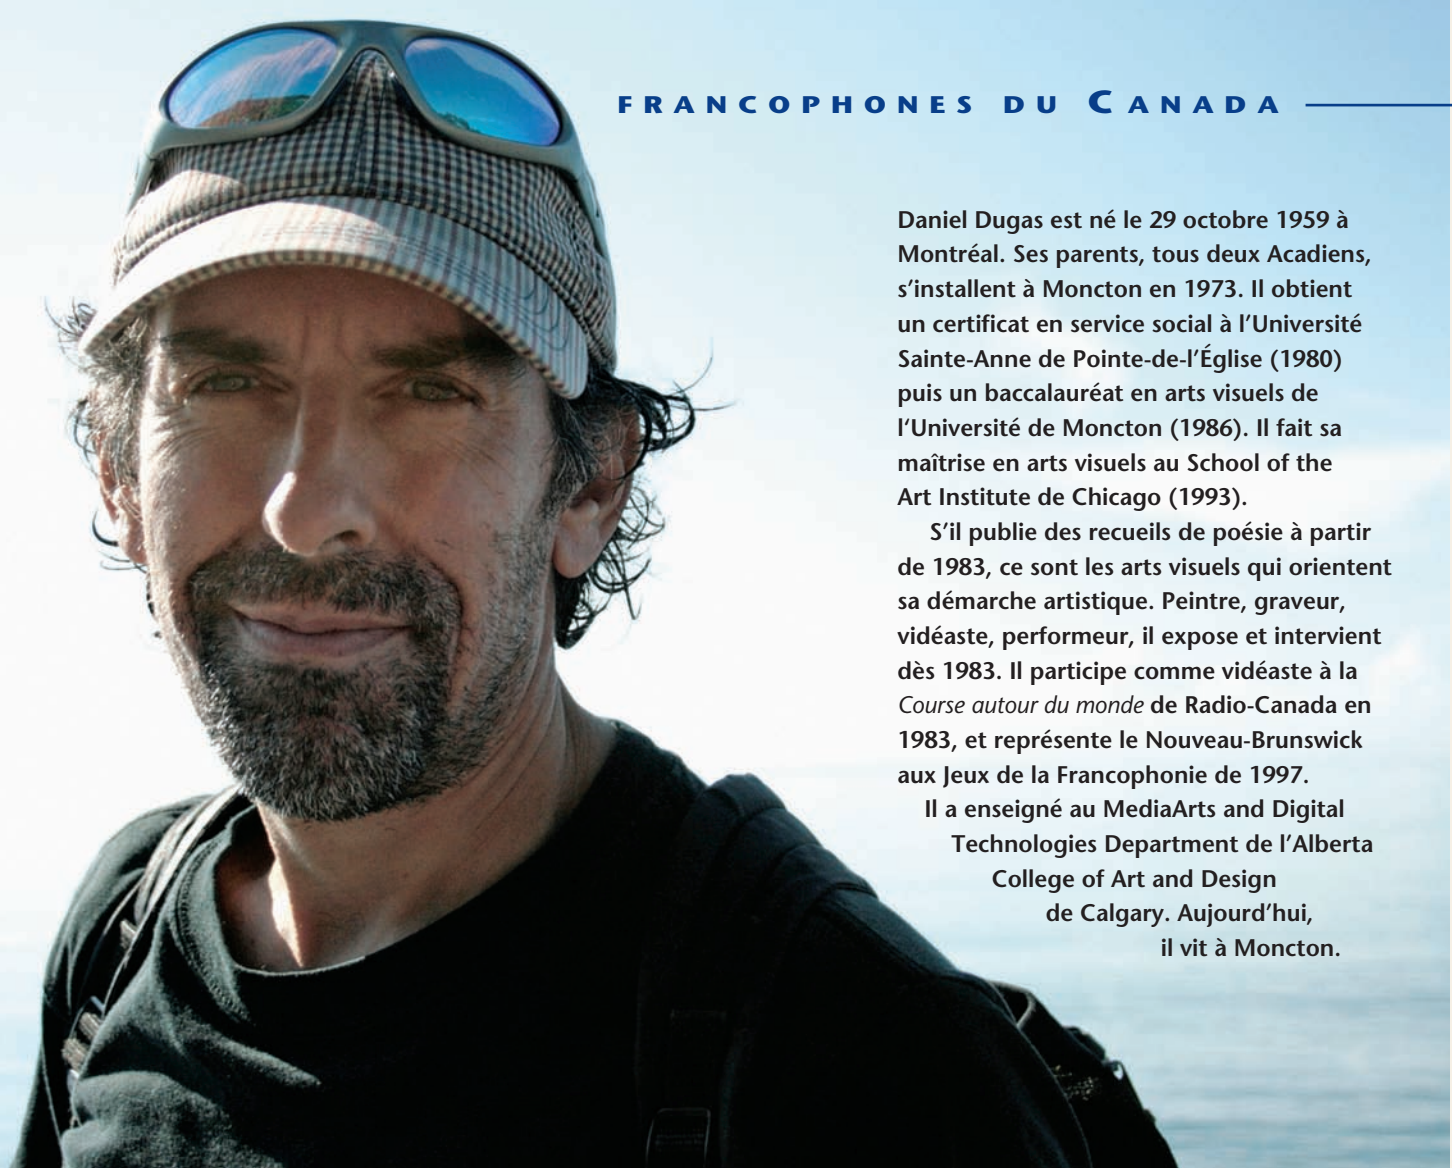 FRANCOPHONES DU CANADA
Daniel Dugas est né le 29 octobre 1959 à
Montréal. Ses parents, tous deux Acadiens,
s’installent à Moncton en 1973. Il obtient
un certificat en service social à l’Université
Sainte-Anne de Pointe-de-l’Église (1980)
puis un baccalauréat en arts visuels de
l‘Université de Moncton (1986). Il fait sa
maîtrise en arts visuels au School of the
Art Institute de Chicago (1993).
S’il publie des recueils de poésie à partir
de 1983, ce sont les arts visuels qui orientent
sa démarche artistique. Peintre, graveur,
vidéaste, performeur, il expose et intervient
dès 1983. Il participe comme vidéaste à la
Course autour du monde de Radio-Canada en
1983, et représente le Nouveau-Brunswick
aux Jeux de la Francophonie de 1997.
Il a enseigné au MediaArts and Digital
Technologies Department de l’Alberta
College of Art and Design
de Calgary. Aujourd’hui,
il vit à Moncton.